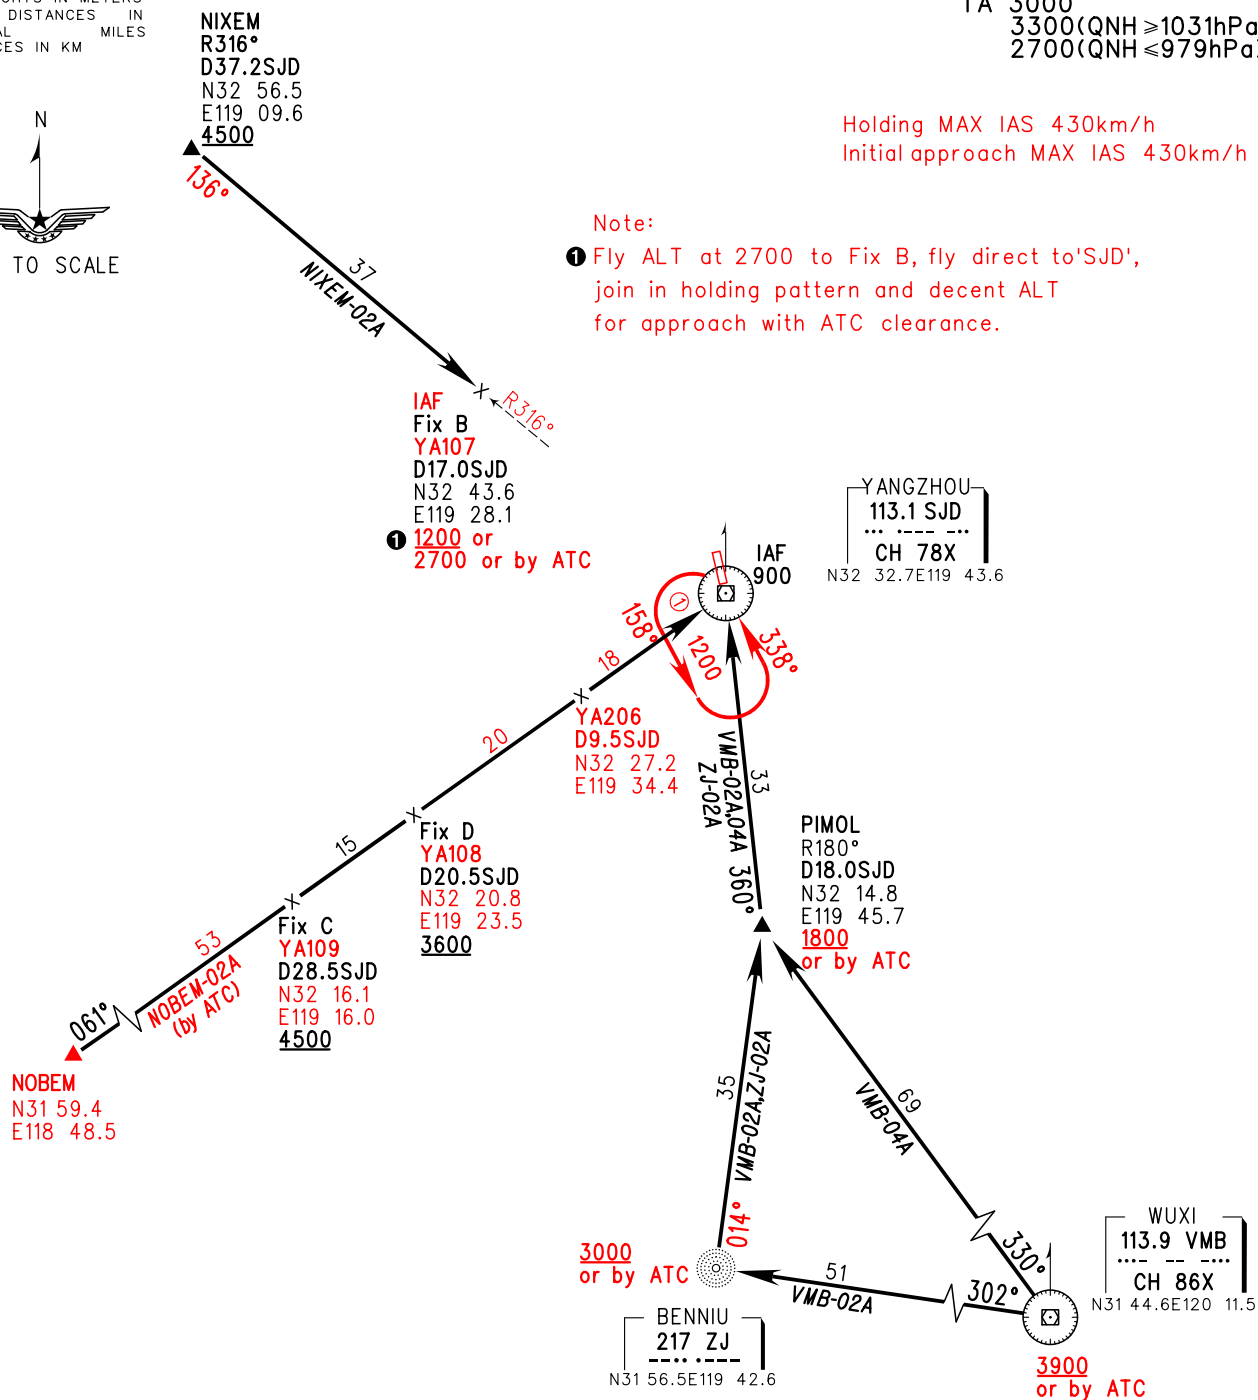 DISTANCES IN
MILES
CES IN KM
TA 3000
3300(QNH ≥1031hPa
2700(QNH ≤979hPa)
NIXEM
R316°
D37.2SJD
N32 56.5
E119 09.6
4500
N
TO SCALE
136°
37
NIXEM-02A
Holding MAX IAS 430km/h
Initial approach MAX IAS 430km/h
Note:
❶ Fly ALT at 2700 to Fix B, fly direct to'SJD',
join in holding pattern and decent ALT
for approach with ATC clearance.
R316°
IAF
Fix B
YA107
D17.0SJD
N32 43.6
E119 28.1
❶ 1200 or
2700 or by ATC
YANGZHOU
113.1 SJD
CH 78X
N32 32.7E119 43.6
IAF
900
①
158°
1200
338°
18
YA206
D9.5SJD
N32 27.2
E119 34.4
20
Fix D
YA108
D20.5SJD
N32 20.8
E119 23.5
3600
15
Fix C
YA109
D28.5SJD
N32 16.1
E119 16.0
4500
53
NOBEM-02A
(by ATC)
061°
NOBEM
N31 59.4
E118 48.5
33
VMB-02A,04A 360°
ZJ-02A
PIMOL
R180°
D18.0SJD
N32 14.8
E119 45.7
1800
or by ATC
35
014° VMB-02A,ZJ-02A
69
VMB-04A
330°
3000
or by ATC
51
VMB-02A
302°
BENNIU
217 ZJ
N31 56.5E119 42.6
WUXI
113.9 VMB
CH 86X
N31 44.6E120 11.5
3900
or by ATC